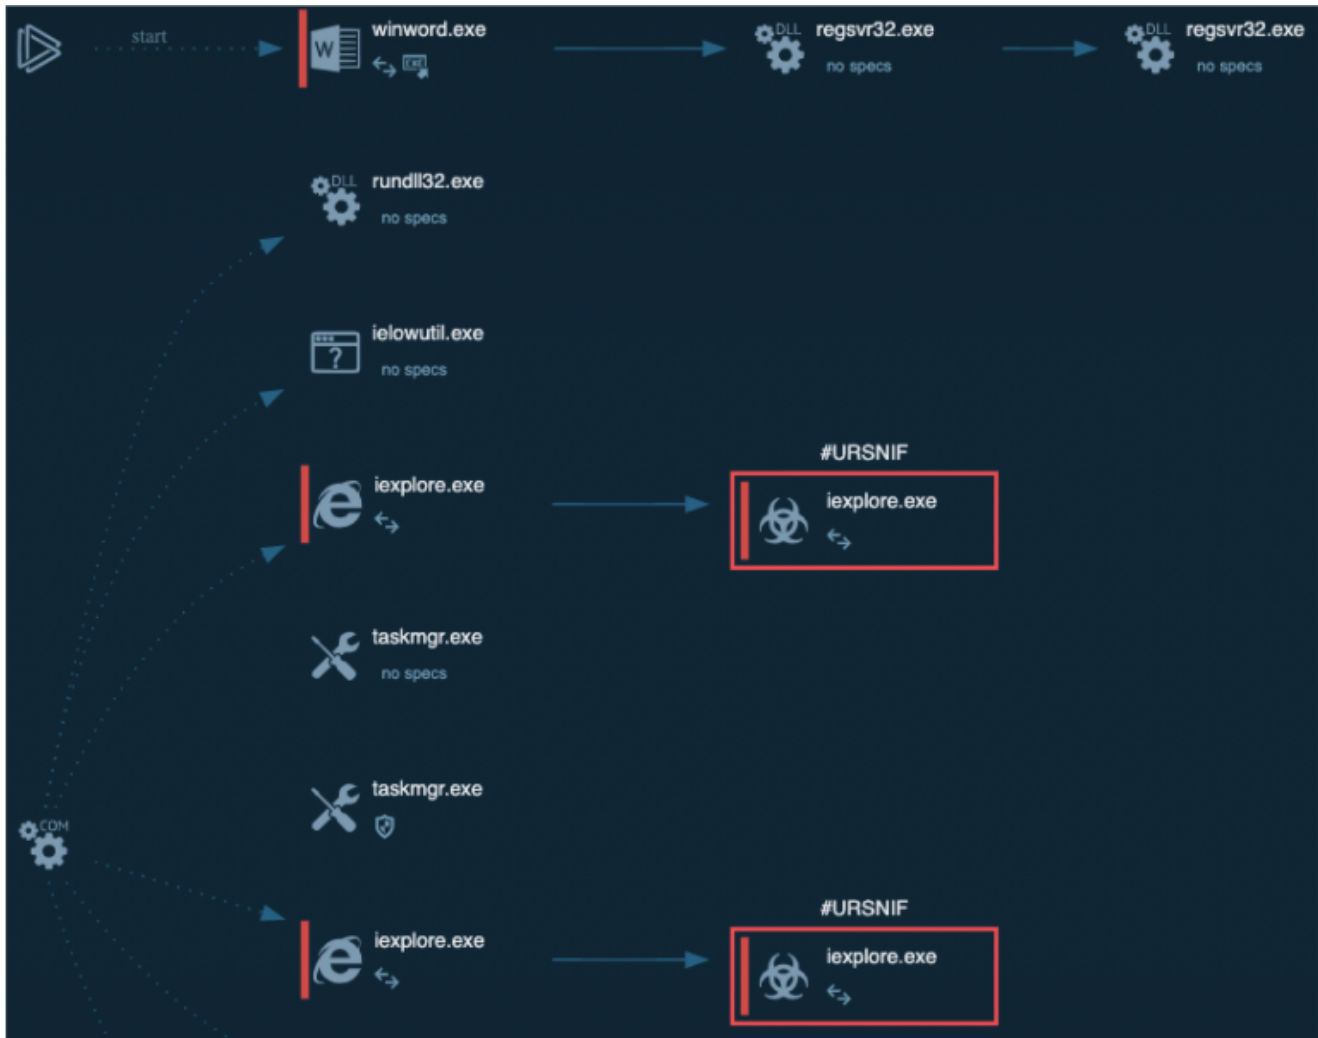 start
winword.exe
EXE
DLL
regsvr32.exe
no specs
DLL
regsvr32.exe
no specs
DLL
rundll32.exe
no specs
ielowutil.exe
?
no specs
#URSNIF
iexplore.exe
iexplore.exe
taskmgr.exe
no specs
taskmgr.exe
COM
#URSNIF
iexplore.exe
iexplore.exe